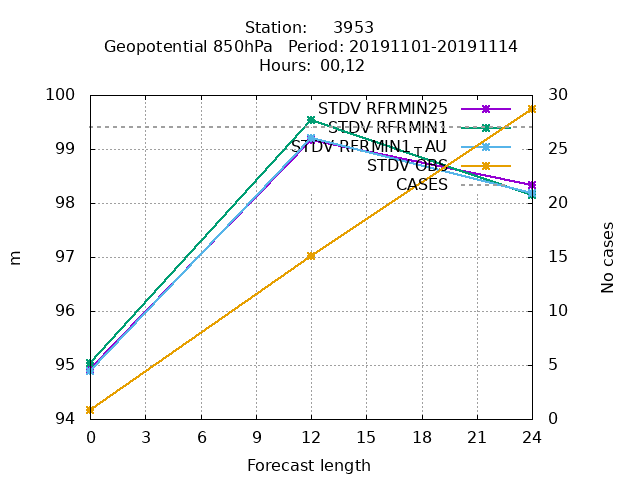 Station: 3953
Geopotential 850hPa Period: 20191101-20191114
Hours: 00,12
100 30
STDV RFRMIN25
STDV RFRMIN1
99 25
STDV RFRMIN1_AU
STDV OBS
CASES
98 20
m
97 15
No cases
96 10
95 5
94 0
0 3 6 9 12 15 18 21 24
Forecast length